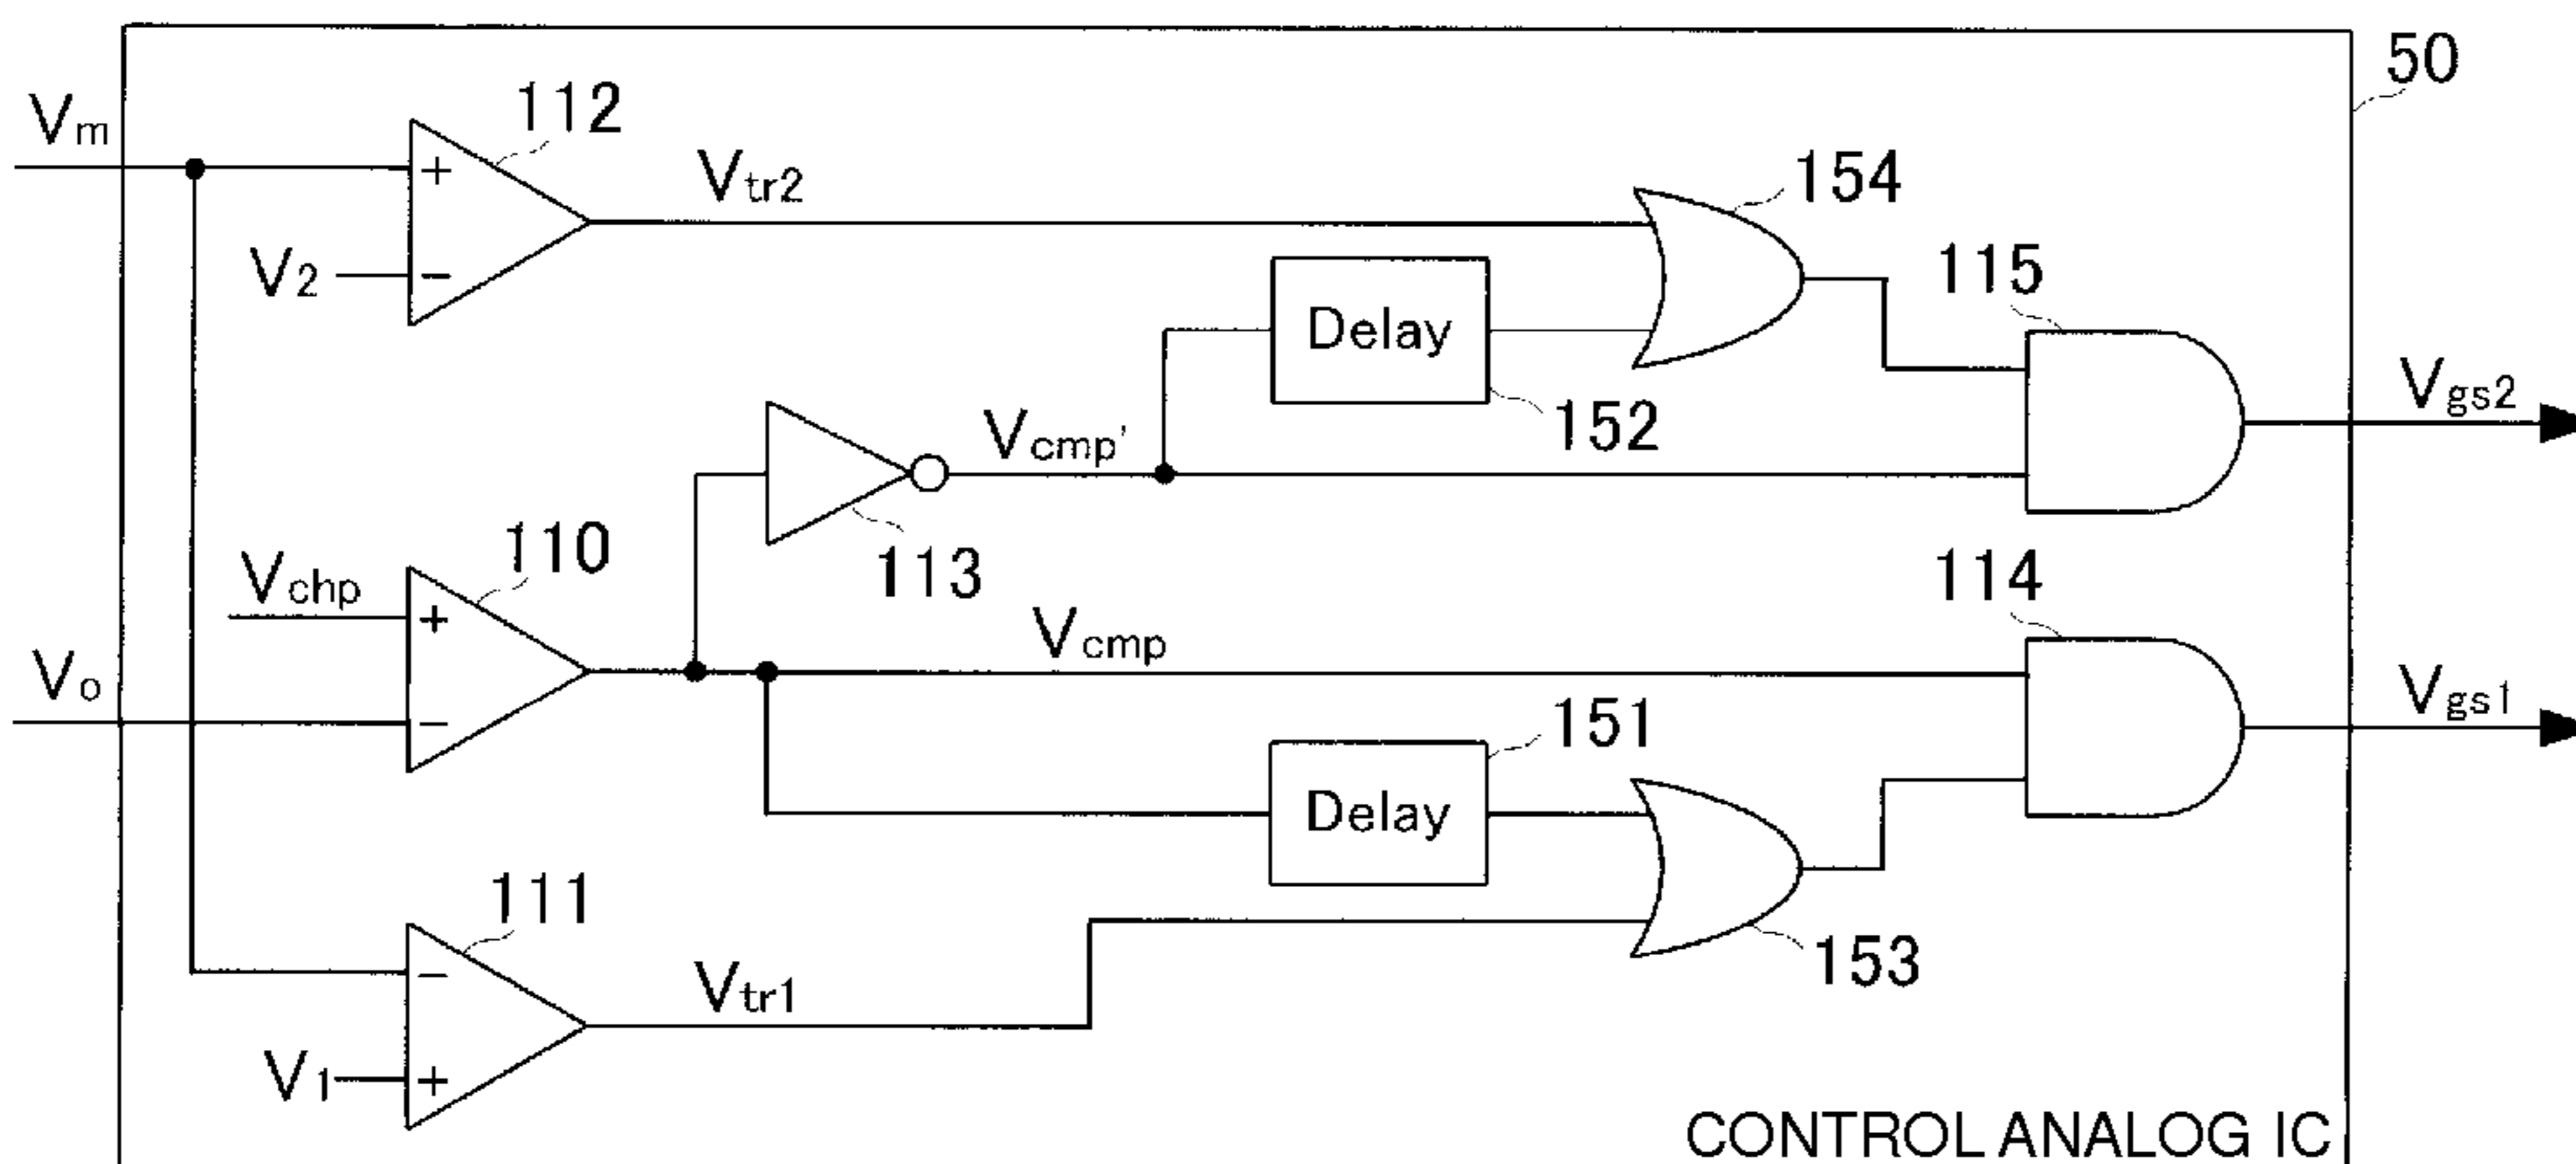 50
Vm
112
+
Vtr2
154
V2
−
115
Delay
Vgs2
152
Vcmp'
110
113
114
Vchp
+
Vcmp
Vo
−
151
Vgs1
Delay
111
153
−
Vtr1
V1
+
CONTROL ANALOG IC